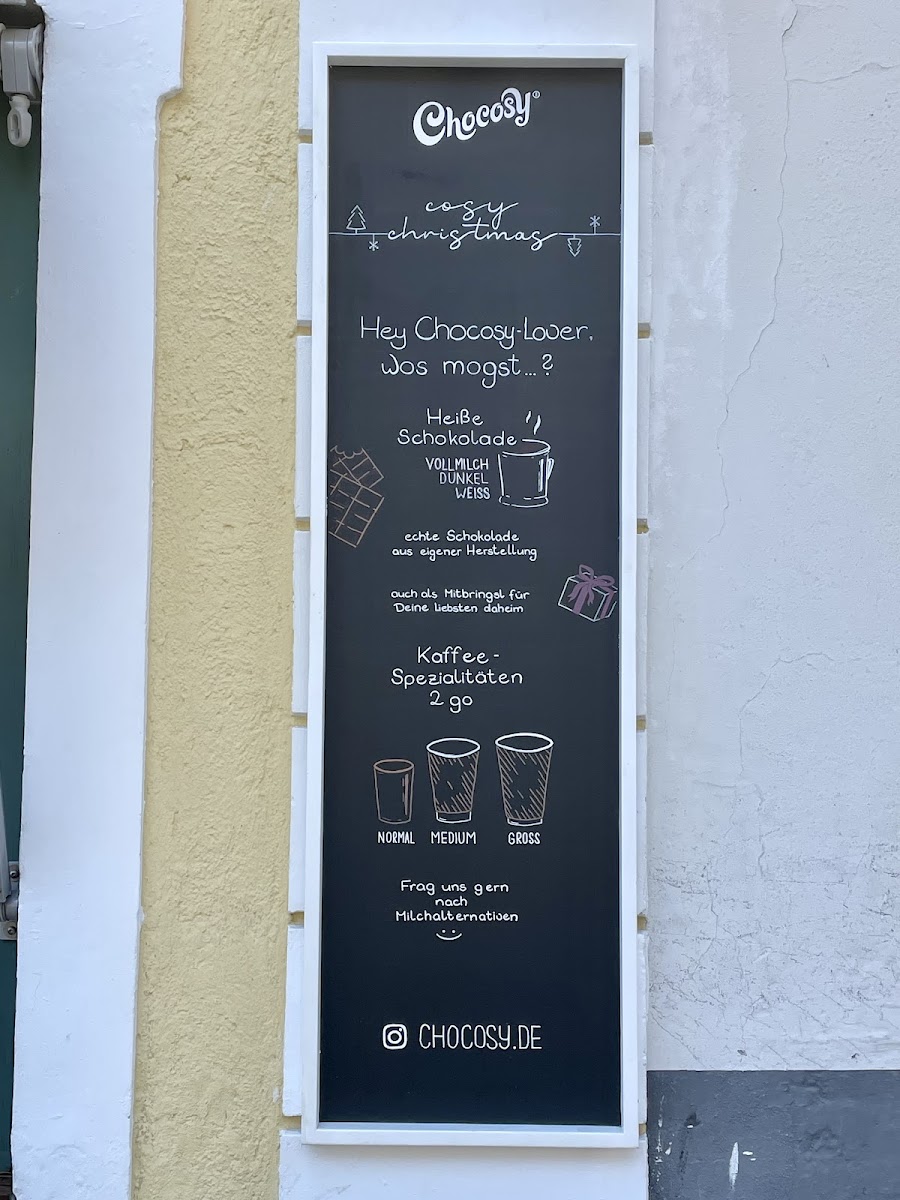 Chocosy®
cosy
christmas
Hey Chocosy-Lover,
wos mogst...?
Heiße
Schokolade
VOLLMILCH
DUNKEL
WEISS
echte Schokolade
aus eigener Herstellung
auch als Mitbringsl für
Deine liebsten daheim
Kaffee-
Spezialitäten
2 go
NORMAL MEDIUM GROSS
Frag uns gern
nach
Milchalternativen
CHOCOSY.DE